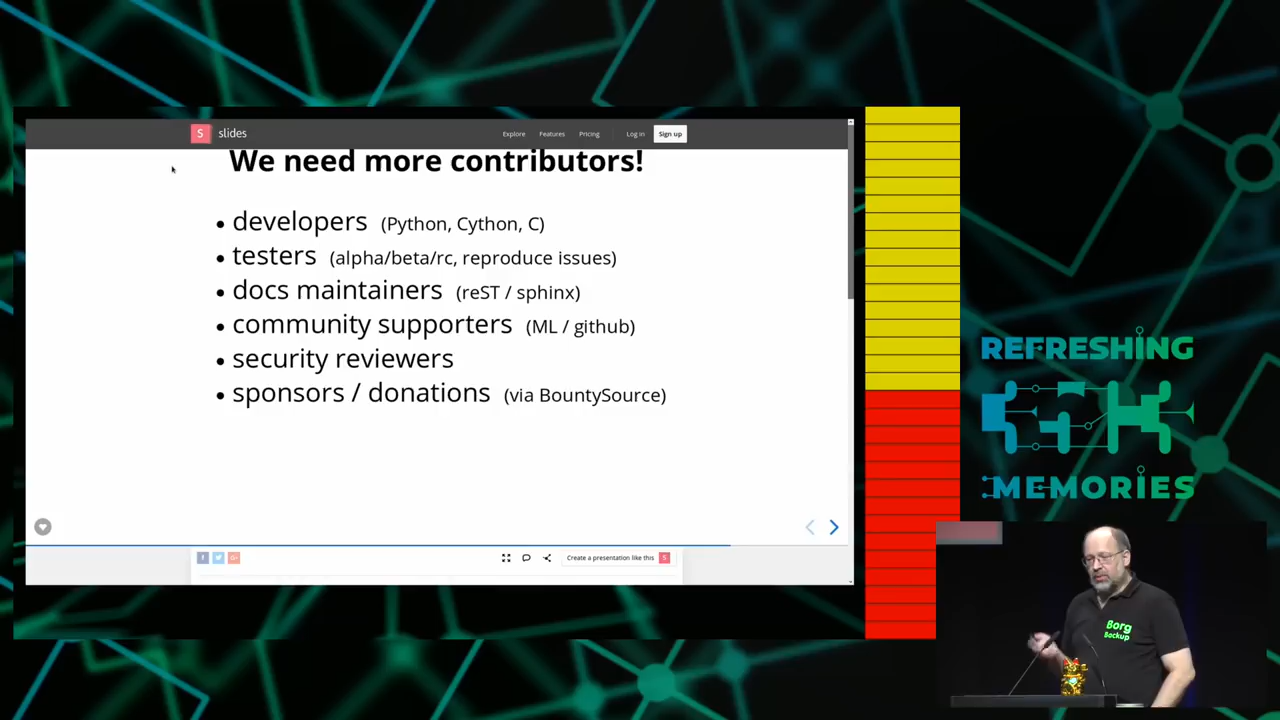 S slides
Explore Features Pricing Log in Sign up
We need more contributors!
developers (Python, Cython, C)
testers (alpha/beta/rc, reproduce issues)
docs maintainers (reST / sphinx)
community supporters (ML / github)
security reviewers
sponsors / donations (via BountySource)
Create a presentation like this S
REFRESHING
35C3
MEMORIES
Borg
Backup